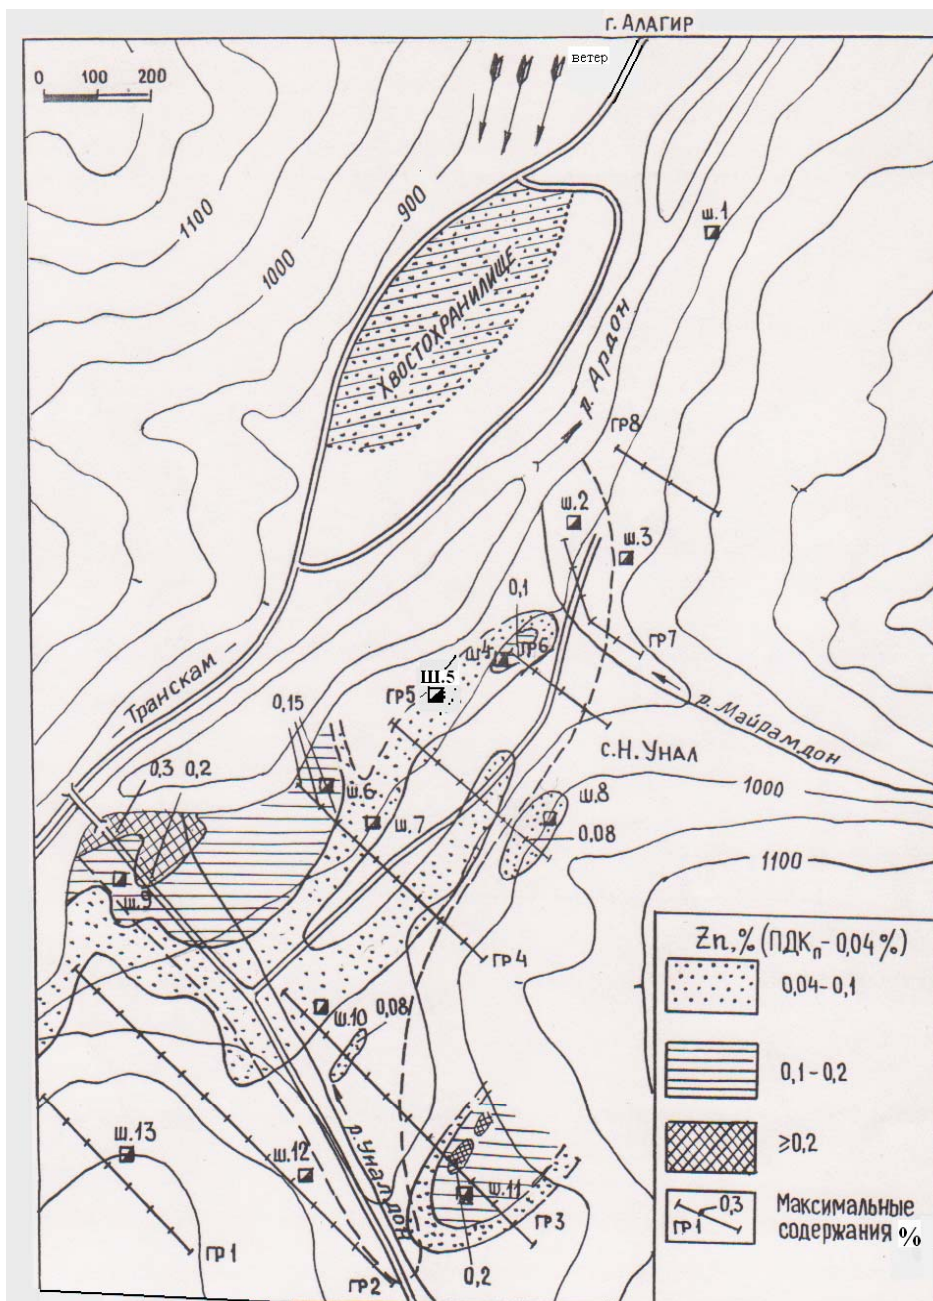 г. АЛАГИР
0 100 200
ветер
ш.1
900
1100
1000
ХВОСТОХРАНИЛИЩЕ
р. АРДОН
ГР8
ш.2
ш.3
0,1
ш.4
ГР6
ГР7
Ш.5
ГР5
Транскам
р. Майрамдон
0,15
с.Н. УНАЛ
0,3 0,2
ш.6
1000
ш.8
ш.7
0,08
1100
ш.9
ГР4
ш.10
0,08
Zn,% (ПДКп– 0,04 %)
0,04–0,1
0,1–0,2
≥0,2
0,3
ГР1
Максимальные
содержания %
ш.13
ш.12
р. Уналдон
ш.11
ГР1
ГР3
ГР2
0,2